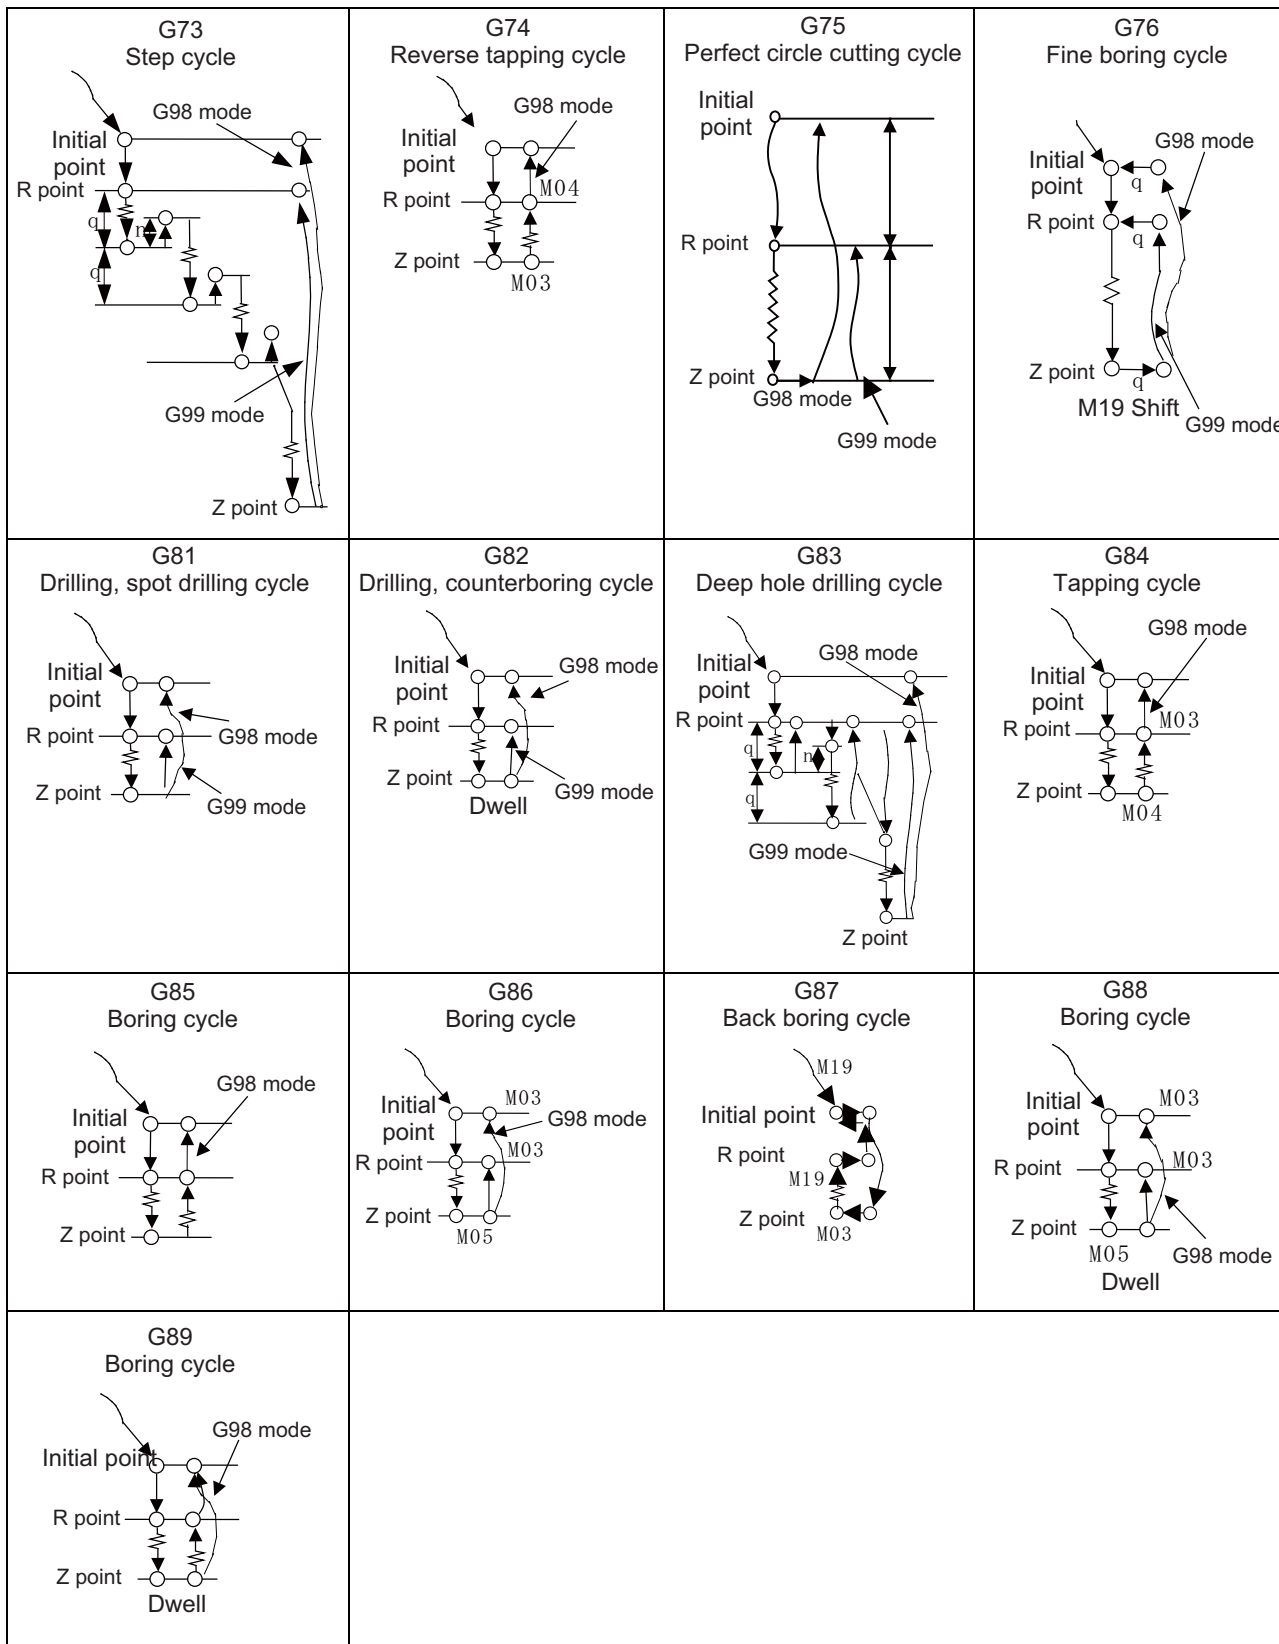 G73
Step cycle
G98 mode
Initial
point
R point
q
n
q
G99 mode
Z point
G74
Reverse tapping cycle
G98 mode
Initial
point
M04
R point
Z point
M03
G75
Perfect circle cutting cycle
Initial
point
R point
Z point
G98 mode
G99 mode
G76
Fine boring cycle
G98 mode
Initial
point
q
R point
q
Z point
q
M19 Shift
G99 mode
G81
Drilling, spot drilling cycle
Initial
point
R point
G98 mode
Z point
G99 mode
G82
Drilling, counterboring cycle
Initial
point
G98 mode
R point
Z point
G99 mode
Dwell
G83
Deep hole drilling cycle
Initial
point
G98 mode
R point
q
n
q
G99 mode
Z point
G84
Tapping cycle
G98 mode
Initial
point
R point
M03
Z point
M04
G85
Boring cycle
G98 mode
Initial
point
R point
Z point
G86
Boring cycle
M03
Initial
point
G98 mode
M03
R point
Z point
M05
G87
Back boring cycle
M19
Initial point
R point
M19
Z point
M03
G88
Boring cycle
M03
Initial
point
R point
M03
Z point
M05
G98 mode
Dwell
G89
Boring cycle
G98 mode
Initial point
R point
Z point
Dwell